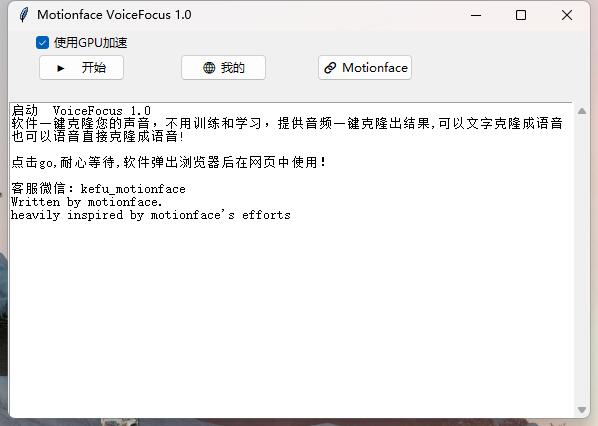 Motionface VoiceFocus 1.0
使用GPU加速
开始
我的
Motionface
启动  VoiceFocus 1.0
软件一键克隆您的声音，不用训练和学习，提供音频一键克隆出结果,可以文字克隆成语音
也可以语音直接克隆成语音!
点击go,耐心等待,软件弹出浏览器后在网页中使用!
客服微信: kefu_motionface
Written by motionface.
heavily inspired by motionface's efforts